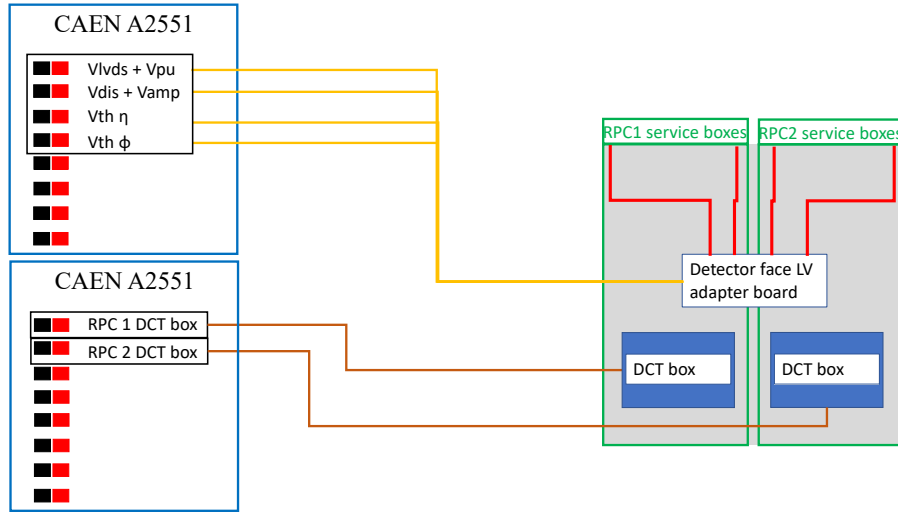 CAEN A2551
Vlvds + Vpu
Vdis + Vamp
Vth η
Vth ϕ
RPC1 service boxes
RPC2 service boxes
Detector face LV
adapter board
CAEN A2551
RPC 1 DCT box
RPC 2 DCT box
DCT box
DCT box